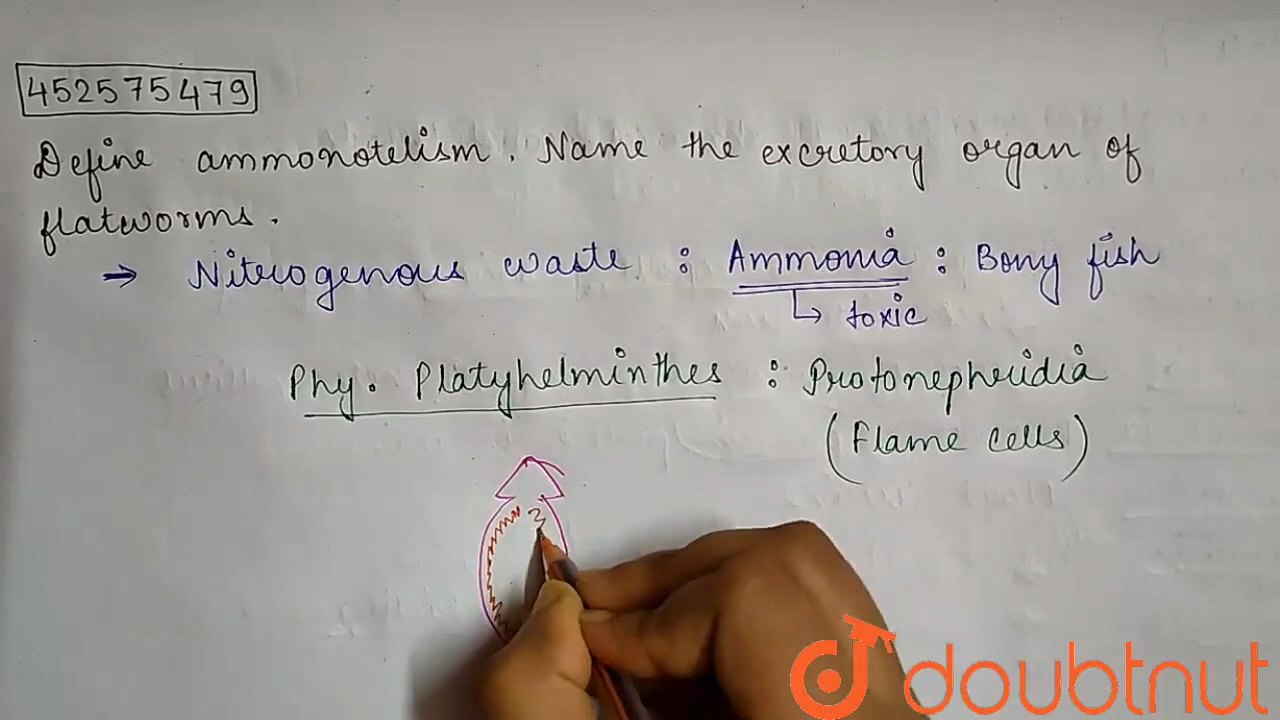 452575479
Define ammonotelism. Name the excretory organ of
flatworms.
→ Nitrogenous waste : Ammonia : Bony fish
↳ toxic
Phy. Platyhelminthes : Protonephridia
(Flame cells)
doubtnut